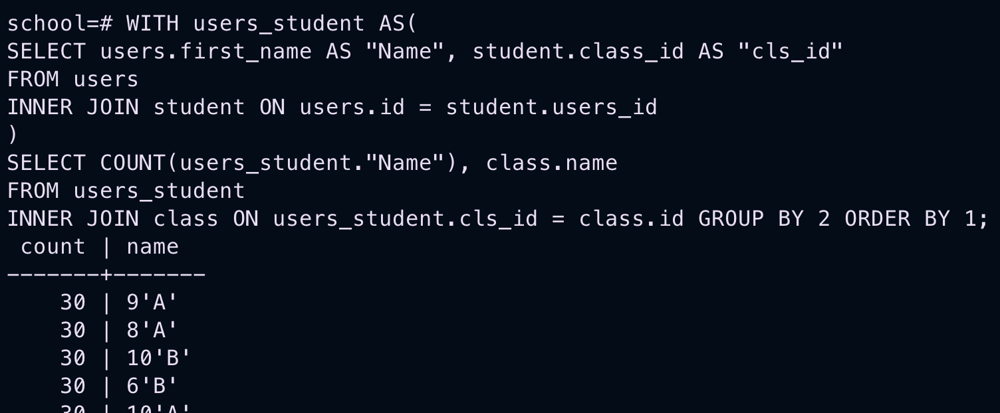 school=# WITH users_student AS(
SELECT users.first_name AS "Name", student.class_id AS "cls_id"
FROM users
INNER JOIN student ON users.id = student.users_id
)
SELECT COUNT(users_student."Name"), class.name
FROM users_student
INNER JOIN class ON users_student.cls_id = class.id GROUP BY 2 ORDER BY 1;
 count | name
-------+-------
    30 | 9'A'
    30 | 8'A'
    30 | 10'B'
    30 | 6'B'
    30 | 10'A'